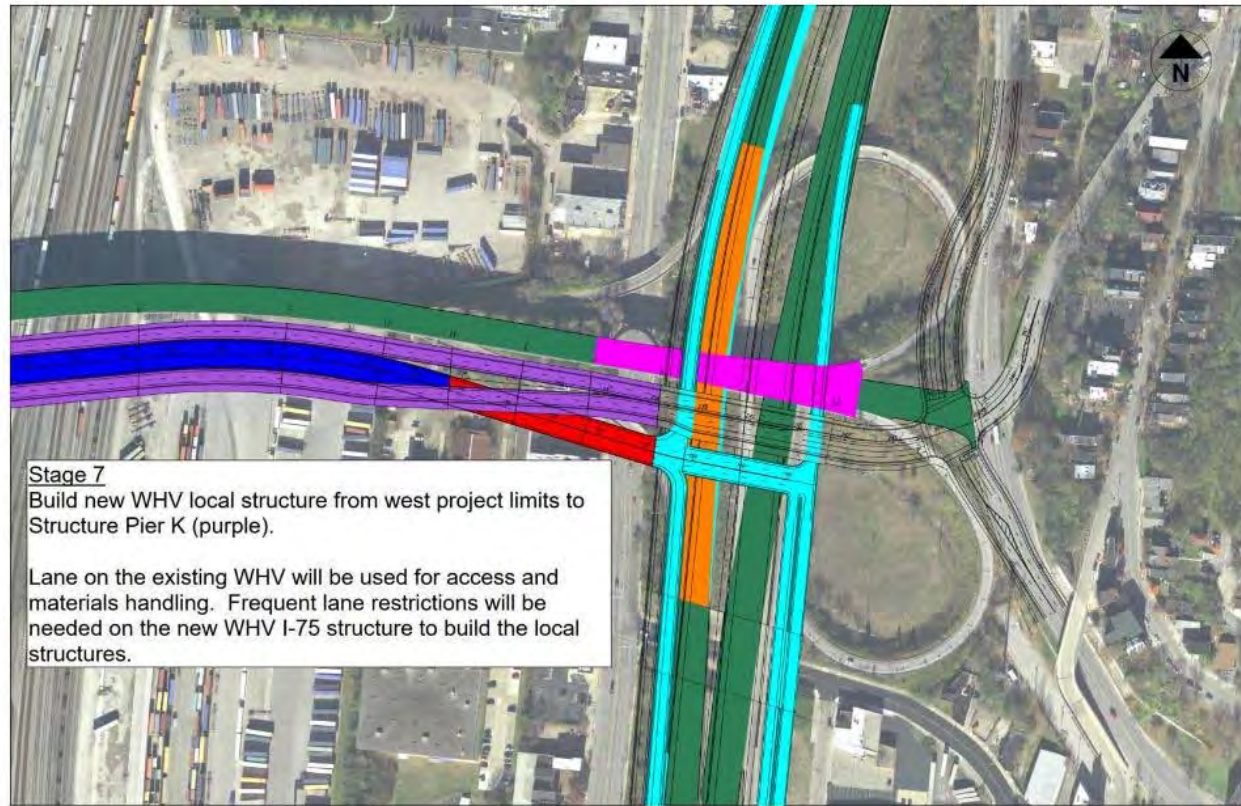 N
Stage 7
Build new WHV local structure from west project limits to
Structure Pier K (purple).
Lane on the existing WHV will be used for access and
materials handling. Frequent lane restrictions will be
needed on the new WHV I-75 structure to build the local
structures.